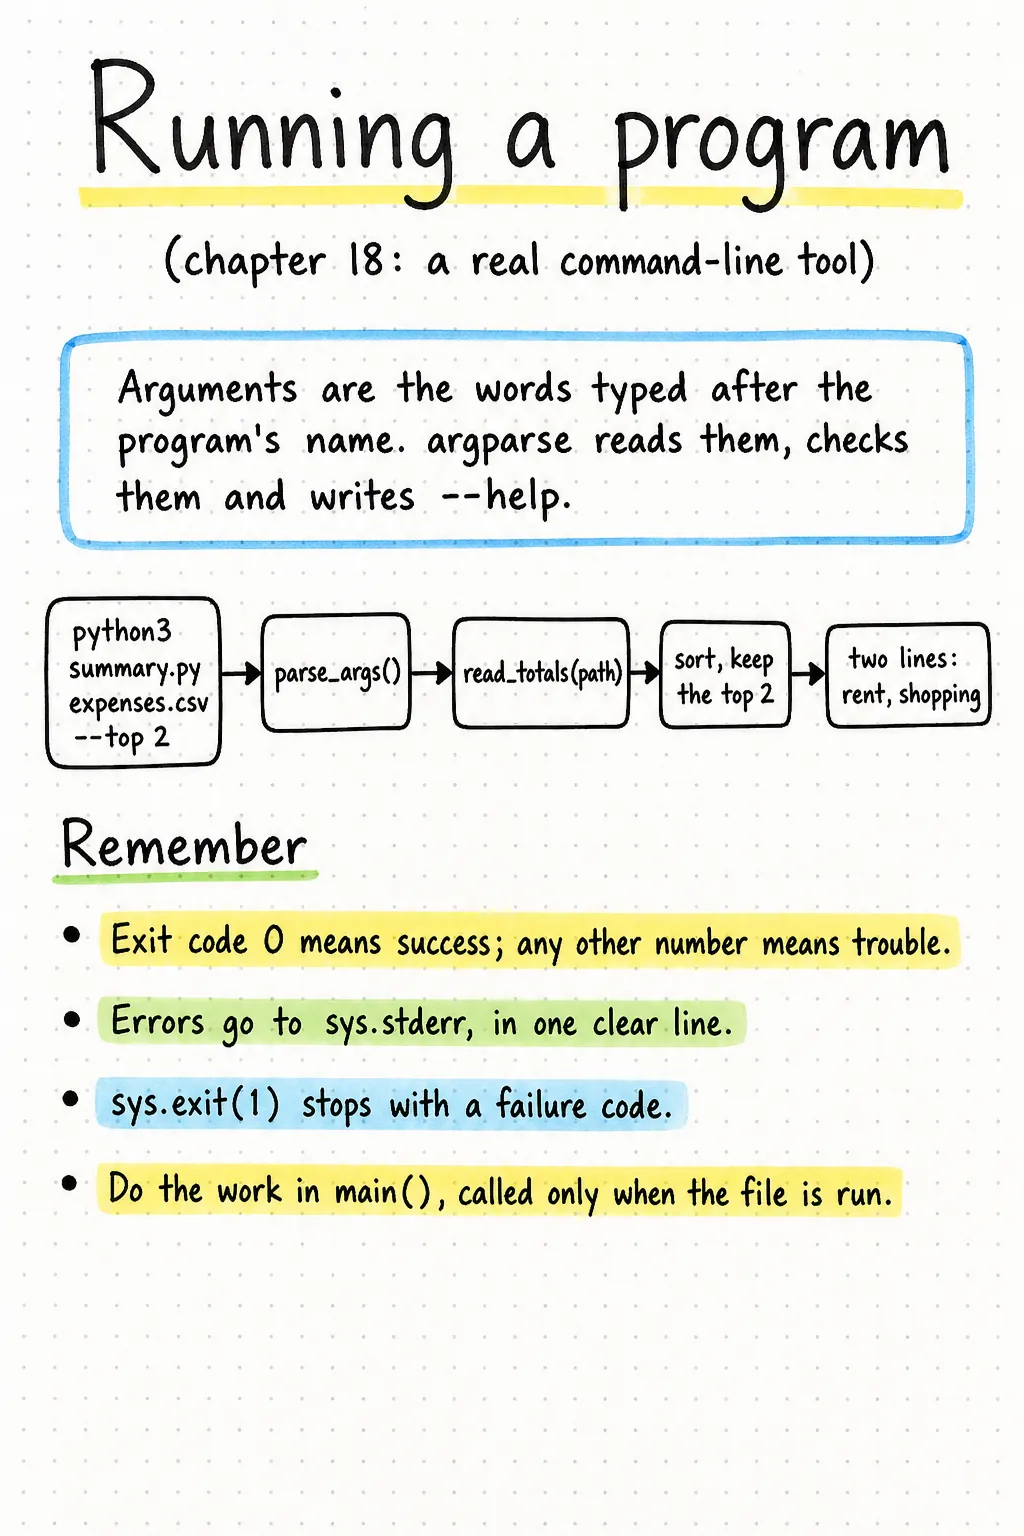 Running a program
(chapter 18: a real command-line tool)
Arguments are the words typed after the
program's name. argparse reads them, checks
them and writes --help.
python3
summary.py
expenses.csv
--top 2
parse_args()
read_totals(path)
sort, keep
the top 2
two lines:
rent, shopping
Remember
• Exit code 0 means success; any other number means trouble.
• Errors go to sys.stderr, in one clear line.
• sys.exit(1) stops with a failure code.
• Do the work in main(), called only when the file is run.